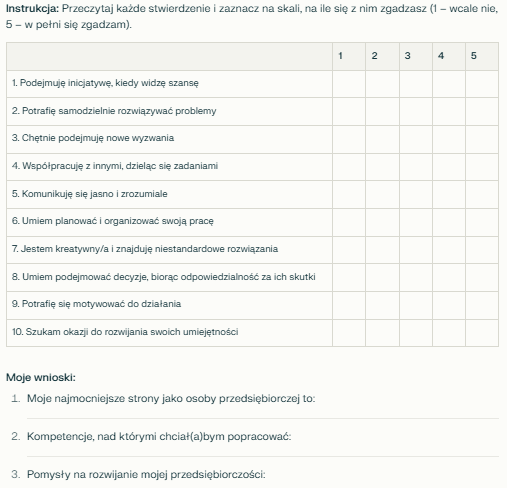 Instrukcja: Przeczytaj każde stwierdzenie i zaznacz na skali, na ile się z nim zgadzasz (1 – wcale nie,
5 – w pełni się zgadzam).
1 2 3 4 5
1. Podejmuję inicjatywę, kiedy widzę szansę
2. Potrafię samodzielnie rozwiązywać problemy
3. Chętnie podejmuję nowe wyzwania
4. Współpracuję z innymi, dzieląc się zadaniami
5. Komunikuję się jasno i zrozumiale
6. Umiem planować i organizować swoją pracę
7. Jestem kreatywny/a i znajduję niestandardowe rozwiązania
8. Umiem podejmować decyzje, biorąc odpowiedzialność za ich skutki
9. Potrafię się motywować do działania
10. Szukam okazji do rozwijania swoich umiejętności
Moje wnioski:
1. Moje najmocniejsze strony jako osoby przedsiębiorczej to:
2. Kompetencje, nad którymi chciał(a)bym popracować:
3. Pomysły na rozwijanie mojej przedsiębiorczości: